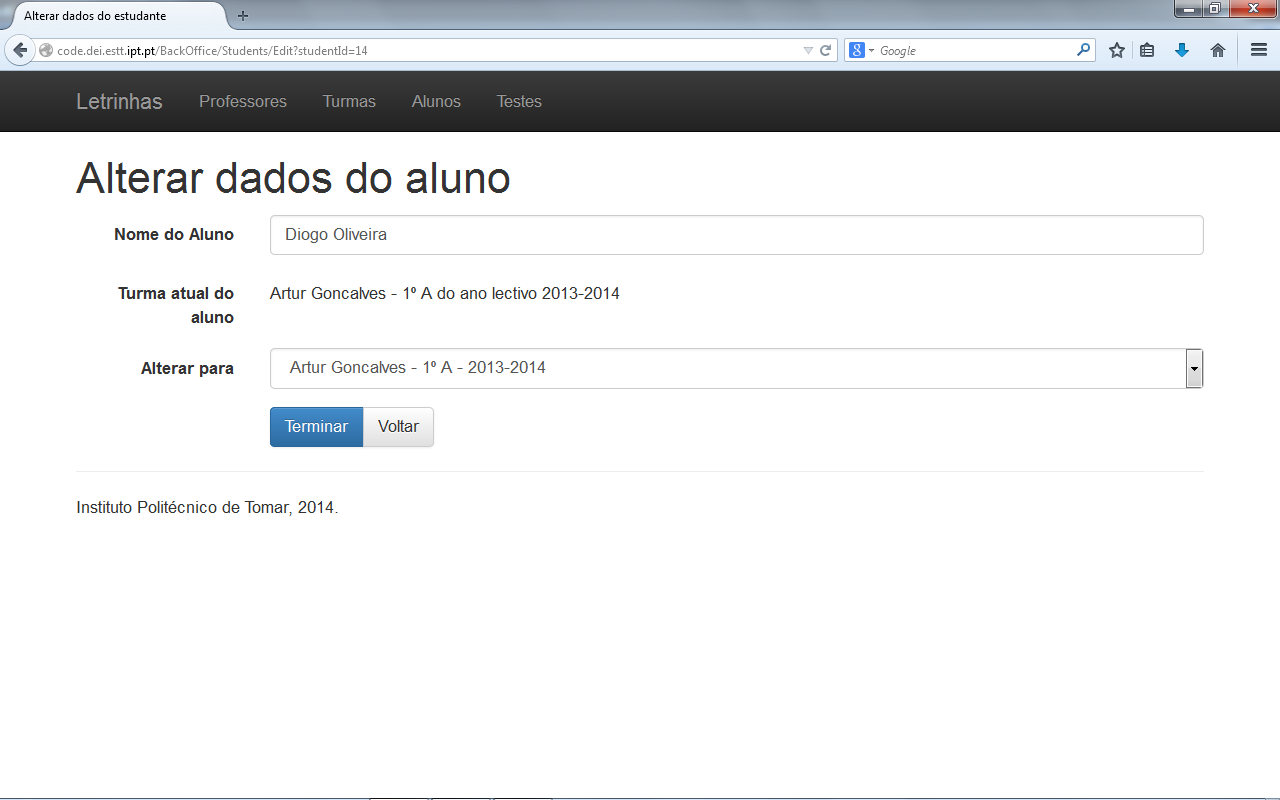 Alterar dados do estudante
code.dei.estt.ipt.pt/BackOffice/Students/Edit?studentId=14
Google
Letrinhas Professores Turmas Alunos Testes
Alterar dados do aluno
Nome do Aluno Diogo Oliveira
Turma atual do aluno Artur Goncalves - 1º A do ano lectivo 2013-2014
Alterar para Artur Goncalves - 1º A - 2013-2014
Terminar Voltar
Instituto Politécnico de Tomar, 2014.